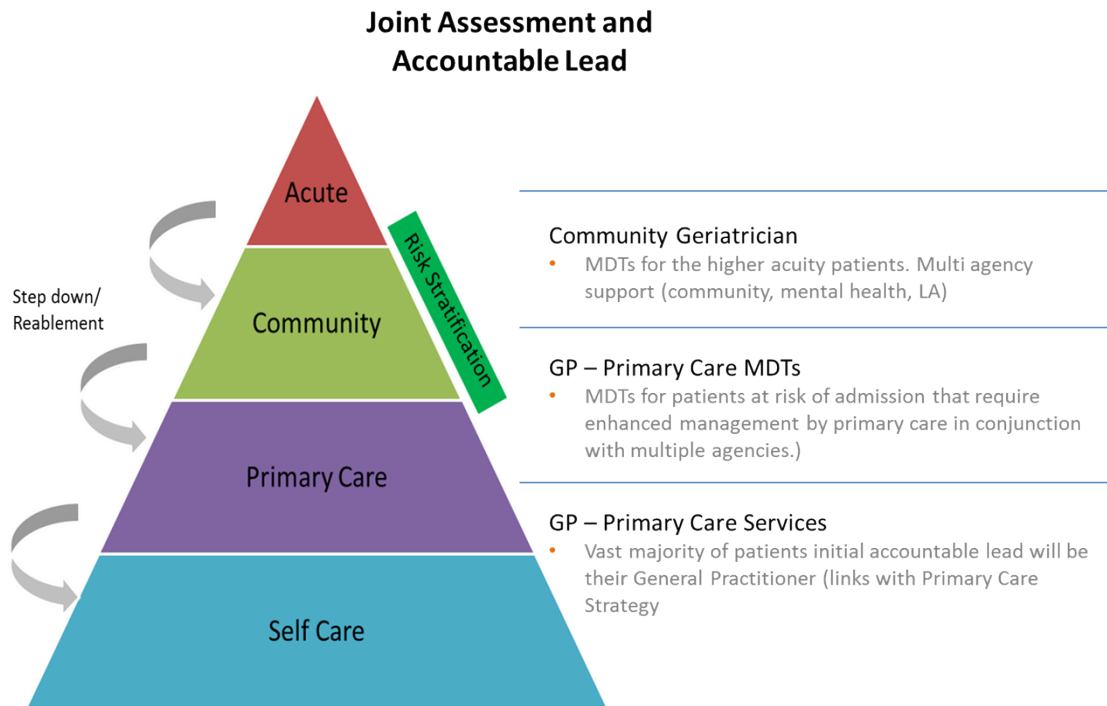 Joint Assessment and
Accountable Lead
Acute
Community
Primary Care
Self Care
Step down/
Reablement
Risk Stratification
Community Geriatrician
• MDTs for the higher acuity patients. Multi agency
support (community, mental health, LA)
GP – Primary Care MDTs
• MDTs for patients at risk of admission that require
enhanced management by primary care in conjunction
with multiple agencies.)
GP – Primary Care Services
• Vast majority of patients initial accountable lead will be
their General Practitioner (links with Primary Care
Strategy